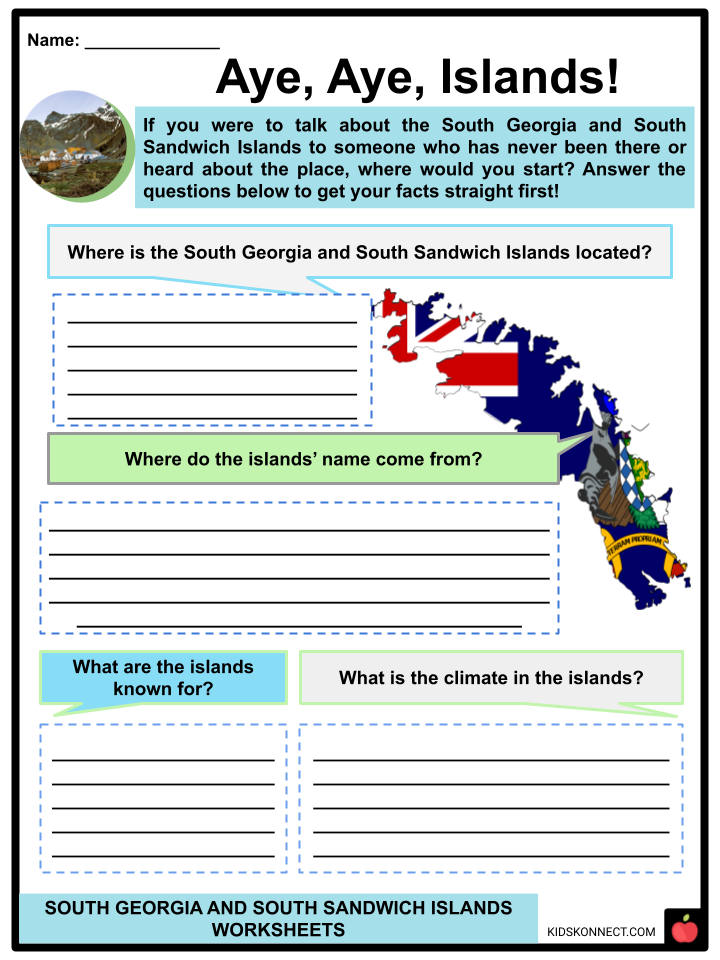 Name: _______________
Aye, Aye, Islands!
If you were to talk about the South Georgia and South
Sandwich Islands to someone who has never been there or
heard about the place, where would you start? Answer the
questions below to get your facts straight first!
Where is the South Georgia and South Sandwich Islands located?
Where do the islands’ name come from?
TERRAM PROPRIAM
What are the islands
known for?
What is the climate in the islands?
SOUTH GEORGIA AND SOUTH SANDWICH ISLANDS
WORKSHEETS
KIDSKONNECT.COM